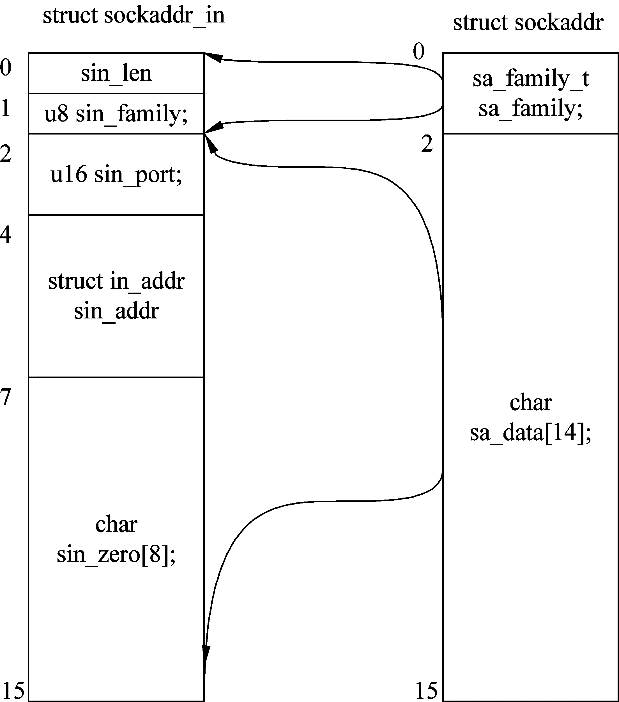 struct sockaddr_in
0
sin_len
1
u8 sin_family;
2
u16 sin_port;
4
struct in_addr
sin_addr
7
char
sin_zero[8];
15
struct sockaddr
0
sa_family_t
sa_family;
2
char
sa_data[14];
15